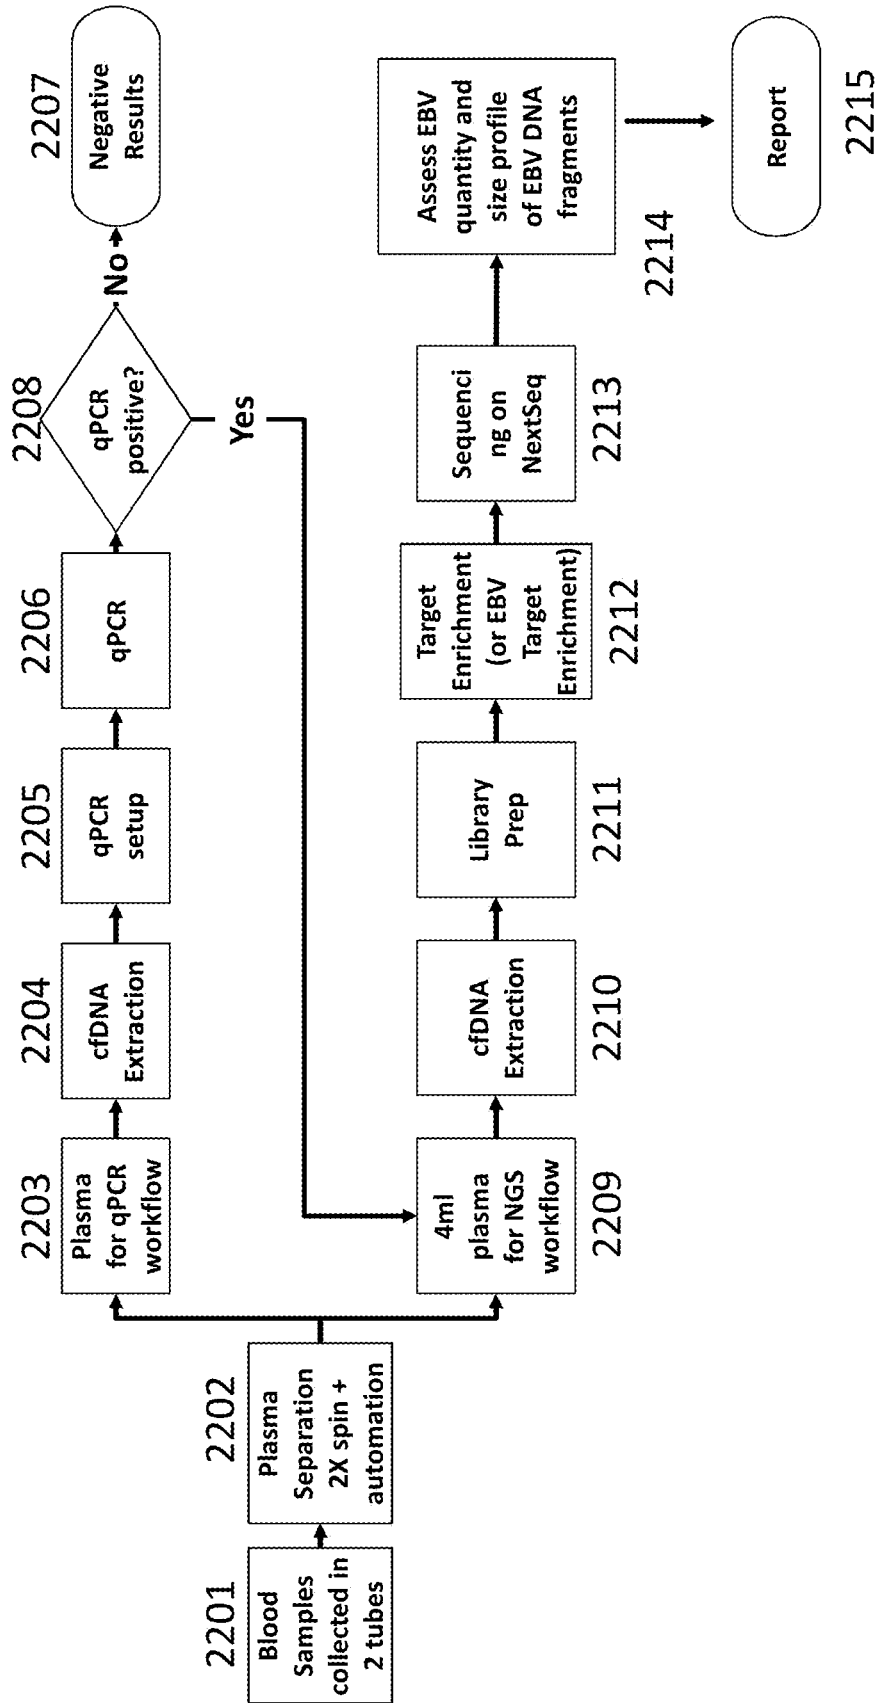 2201
Blood
Samples
collected in
2 tubes
2202
Plasma
Separation
2X spin +
automation
2203
Plasma
for qPCR
workflow
2204
cfDNA
Extraction
2205
qPCR
setup
2206
qPCR
2208
qPCR
positive?
No
Yes
2207
Negative
Results
4ml
plasma
for NGS
workflow
2209
cfDNA
Extraction
2210
Library
Prep
2211
Target
Enrichment
(or EBV
Target
Enrichment)
2212
Sequenci
ng on
NextSeq
2213
Assess EBV
quantity and
size profile
of EBV DNA
fragments
2214
Report
2215